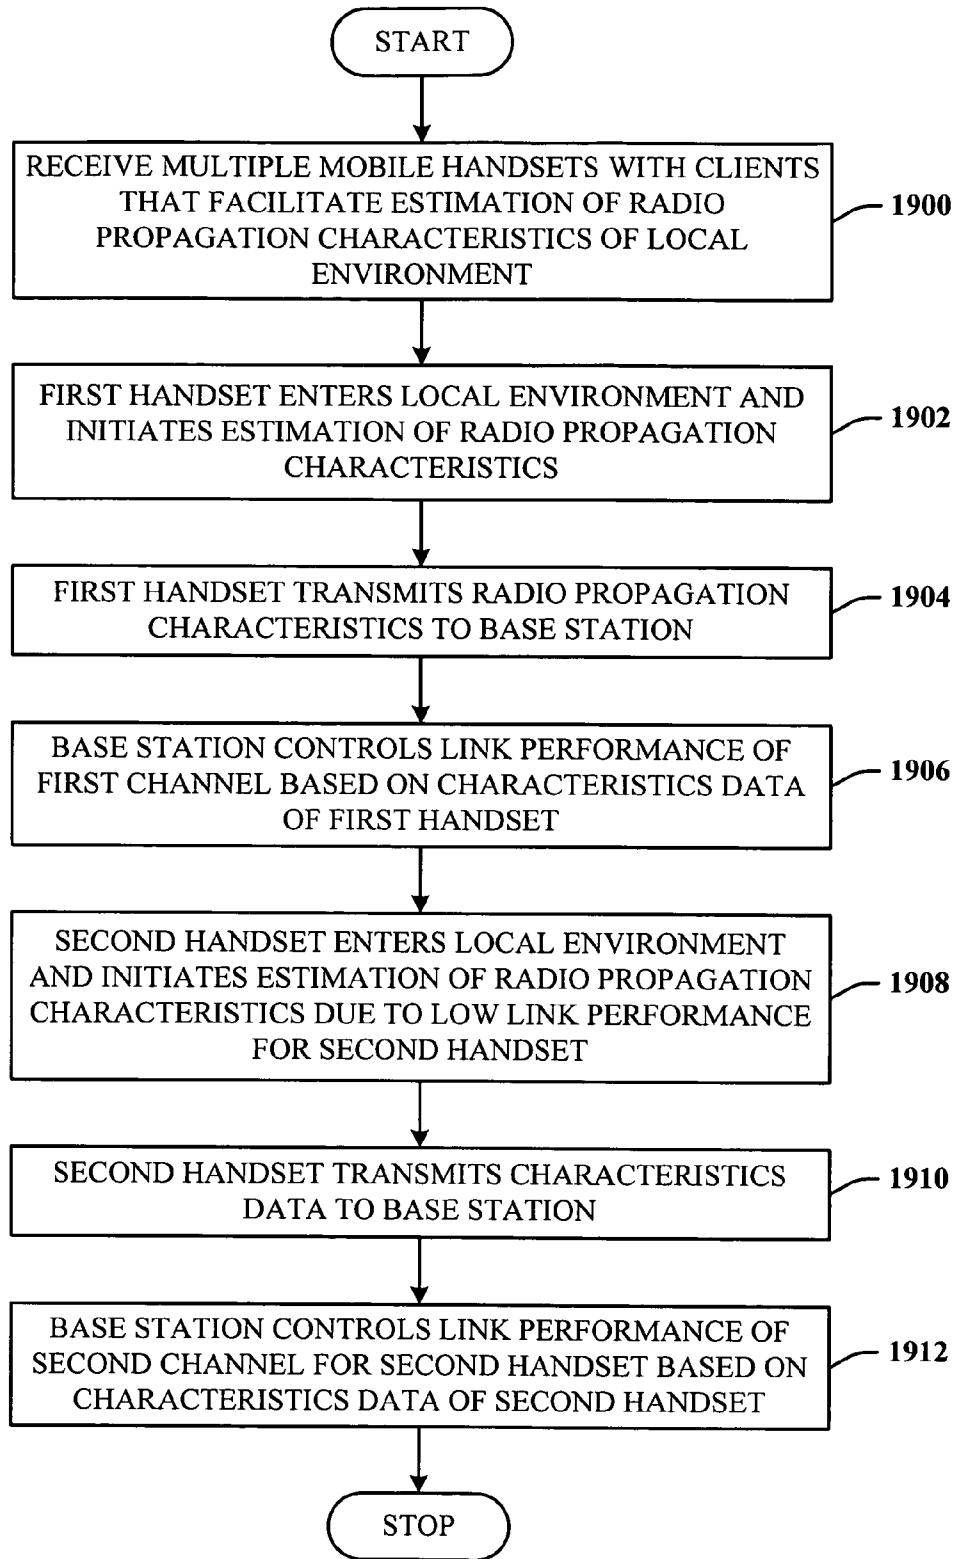 START
RECEIVE MULTIPLE MOBILE HANDSETS WITH CLIENTS
THAT FACILITATE ESTIMATION OF RADIO
PROPAGATION CHARACTERISTICS OF LOCAL
ENVIRONMENT
1900
FIRST HANDSET ENTERS LOCAL ENVIRONMENT AND
INITIATES ESTIMATION OF RADIO PROPAGATION
CHARACTERISTICS
1902
FIRST HANDSET TRANSMITS RADIO PROPAGATION
CHARACTERISTICS TO BASE STATION
1904
BASE STATION CONTROLS LINK PERFORMANCE OF
FIRST CHANNEL BASED ON CHARACTERISTICS DATA
OF FIRST HANDSET
1906
SECOND HANDSET ENTERS LOCAL ENVIRONMENT
AND INITIATES ESTIMATION OF RADIO PROPAGATION
CHARACTERISTICS DUE TO LOW LINK PERFORMANCE
FOR SECOND HANDSET
1908
SECOND HANDSET TRANSMITS CHARACTERISTICS
DATA TO BASE STATION
1910
BASE STATION CONTROLS LINK PERFORMANCE OF
SECOND CHANNEL FOR SECOND HANDSET BASED ON
CHARACTERISTICS DATA OF SECOND HANDSET
1912
STOP